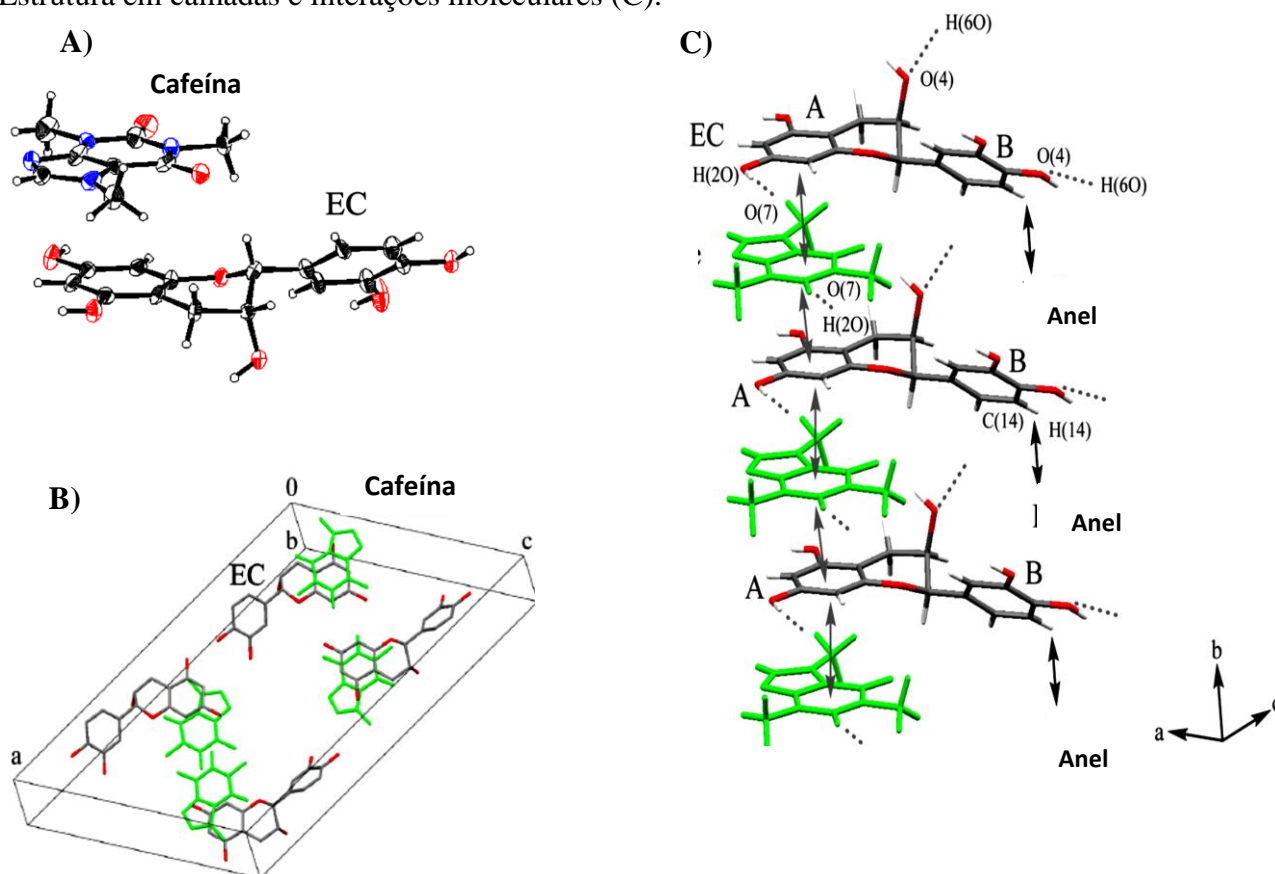 Estrutura em camadas e interações moleculares (C).
A)
Cafeína
EC
B)
Cafeína
0
b
c
EC
a
C)
H(6O)
O(4)
A
EC
B
O(4)
H(2O)
H(6O)
O(7)
O(7)
Anel
H(2O)
B
A
C(14)
H(14)
Anel
B
A
b
a
c
Anel